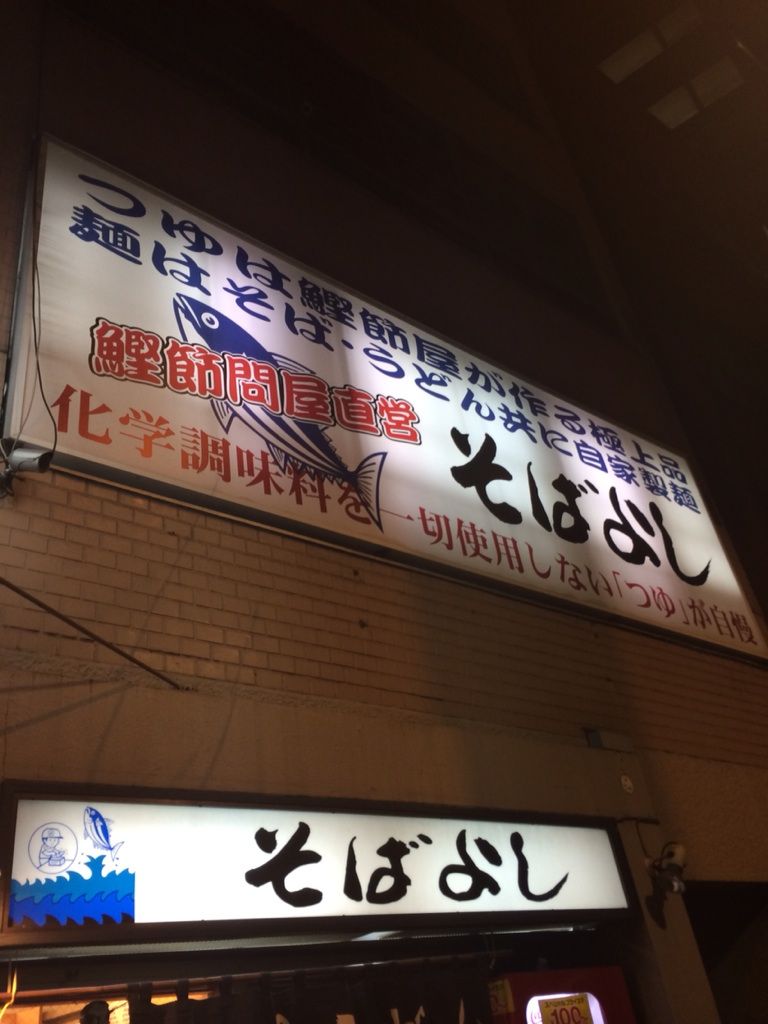 つゆは鰹節屋が作る極上品
麺はそば・うどん共に自家製麺
鰹節問屋直営
そばよし
化学調味料を一切使用しない「つゆ」が自慢
そばよし
100